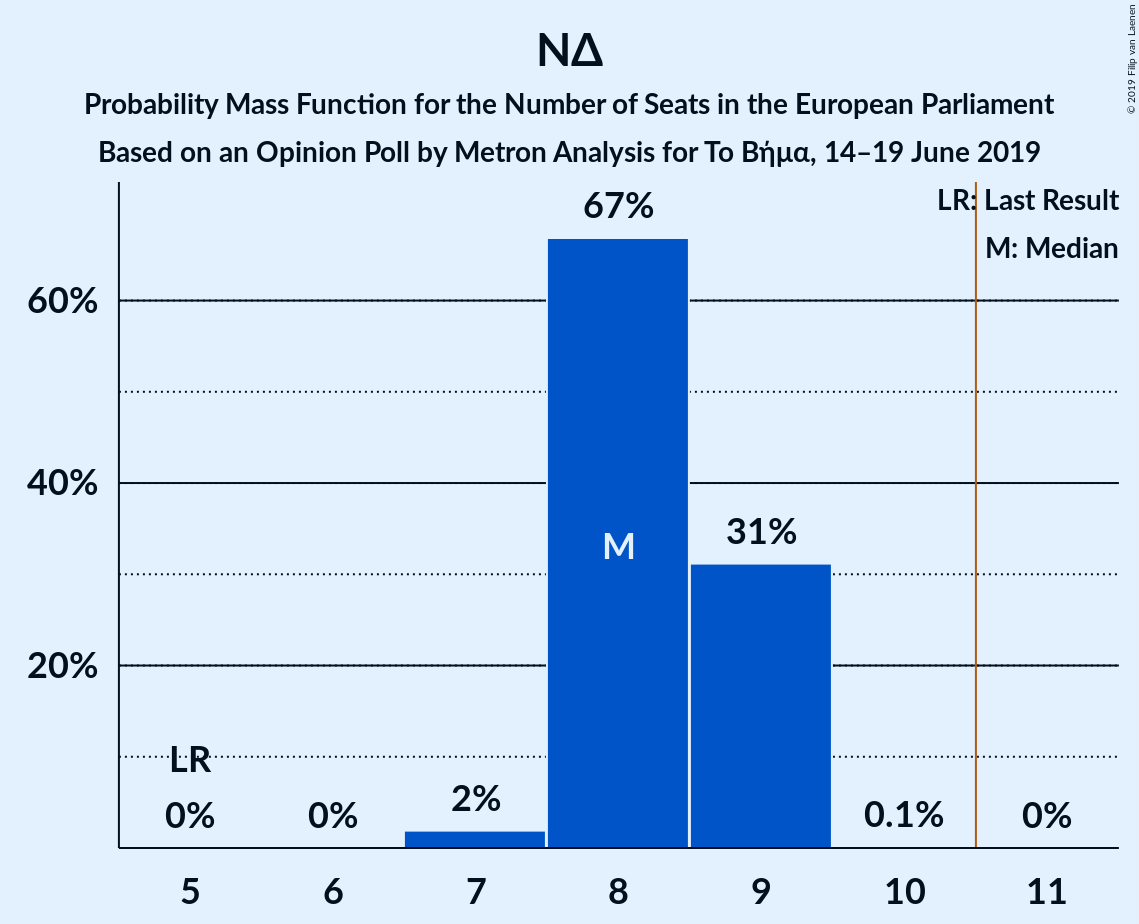 ΝΔ
Probability Mass Function for the Number of Seats in the European Parliament
Based on an Opinion Poll by Metron Analysis for Το Βήμα, 14–19 June 2019
© 2019 Filip van Laenen
LR: Last Result
M: Median
67%
60%
40%
31%
M
20%
LR
0%
0%
2%
0.1%
0%
5
6
7
8
9
10
11